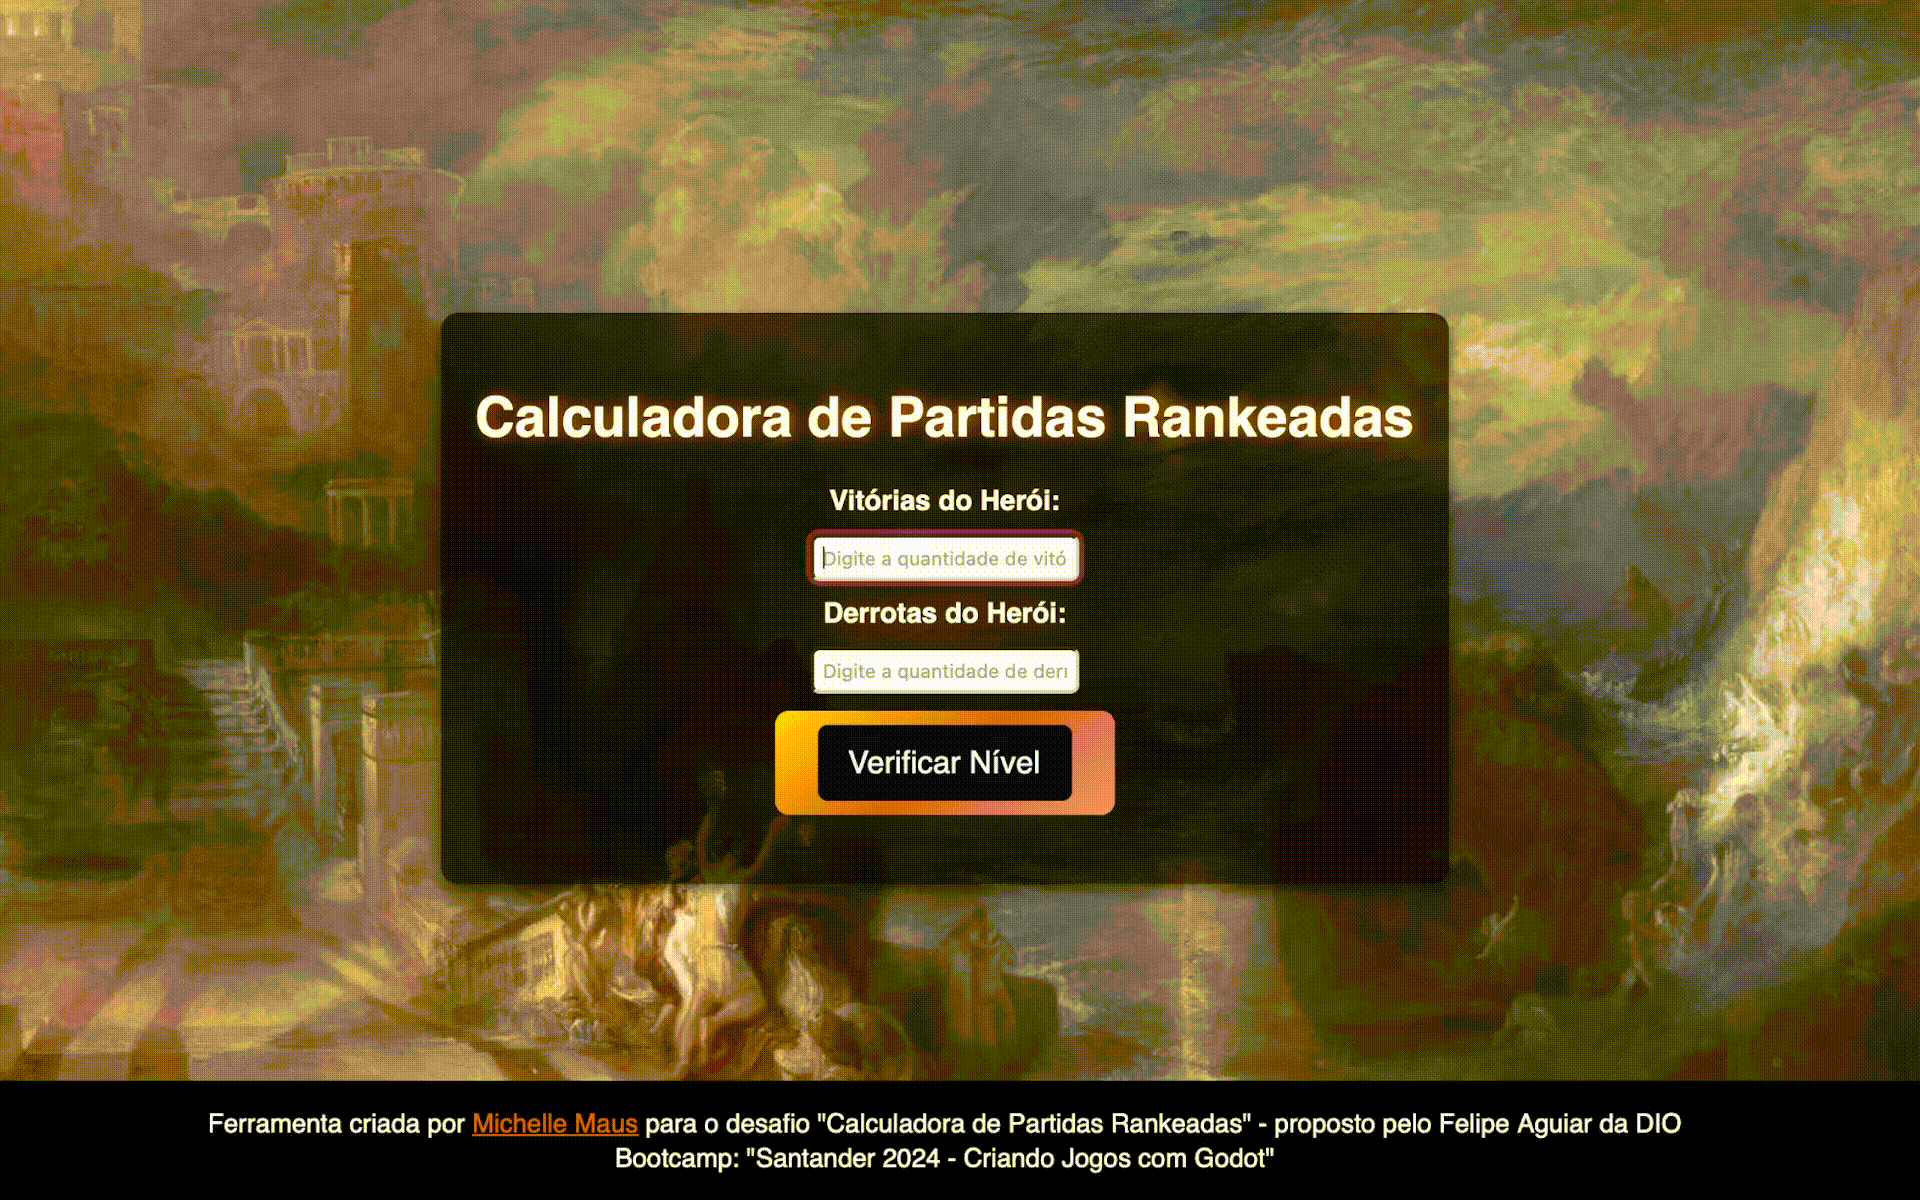 Calculadora de Partidas Rankeadas
Vitórias do Herói:
Digite a quantidade de vitó
Derrotas do Herói:
Digite a quantidade de derr
Verificar Nível
Ferramenta criada por Michelle Maus para o desafio "Calculadora de Partidas Rankeadas" - proposto pelo Felipe Aguiar da DIO
Bootcamp: "Santander 2024 - Criando Jogos com Godot"